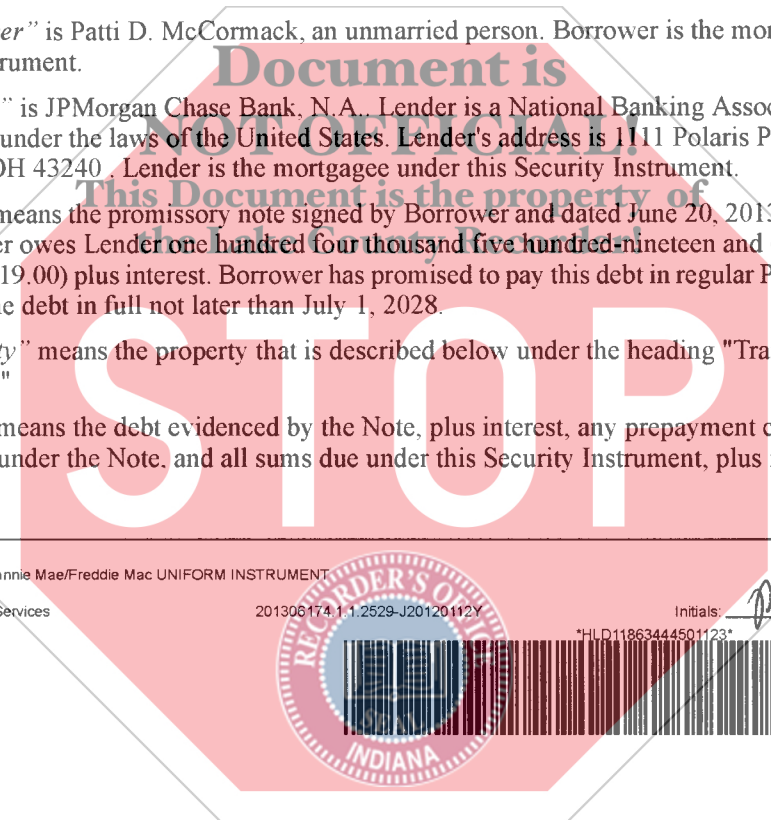 er” is Patti D. McCormack, an unmarried person. Borrower is the mor
rument.
Document is
” is JPMorgan Chase Bank, N.A.. Lender is a National Banking Assoc
NOT OFFICIAL!
under the laws of the United States. Lender's address is 1111 Polaris P
OH 43240 . Lender is the mortgagee under this Security Instrument.
This Document is the property of
means the promissory note signed by Borrower and dated June 20, 2013
the Lake County Recorder!
er owes Lender one hundred four thousand five hundred-nineteen and
19.00) plus interest. Borrower has promised to pay this debt in regular P
e debt in full not later than July 1, 2028.
STOP
ty” means the property that is described below under the heading "Tra
"
means the debt evidenced by the Note, plus interest, any prepayment c
under the Note, and all sums due under this Security Instrument, plus
nnie Mae/Freddie Mac UNIFORM INSTRUMENT
Services 201306174.1.1.2529-J20120112Y Initials:
*HLD11863444501123*
RECORDER'S OFFICE
SEAL
INDIANA